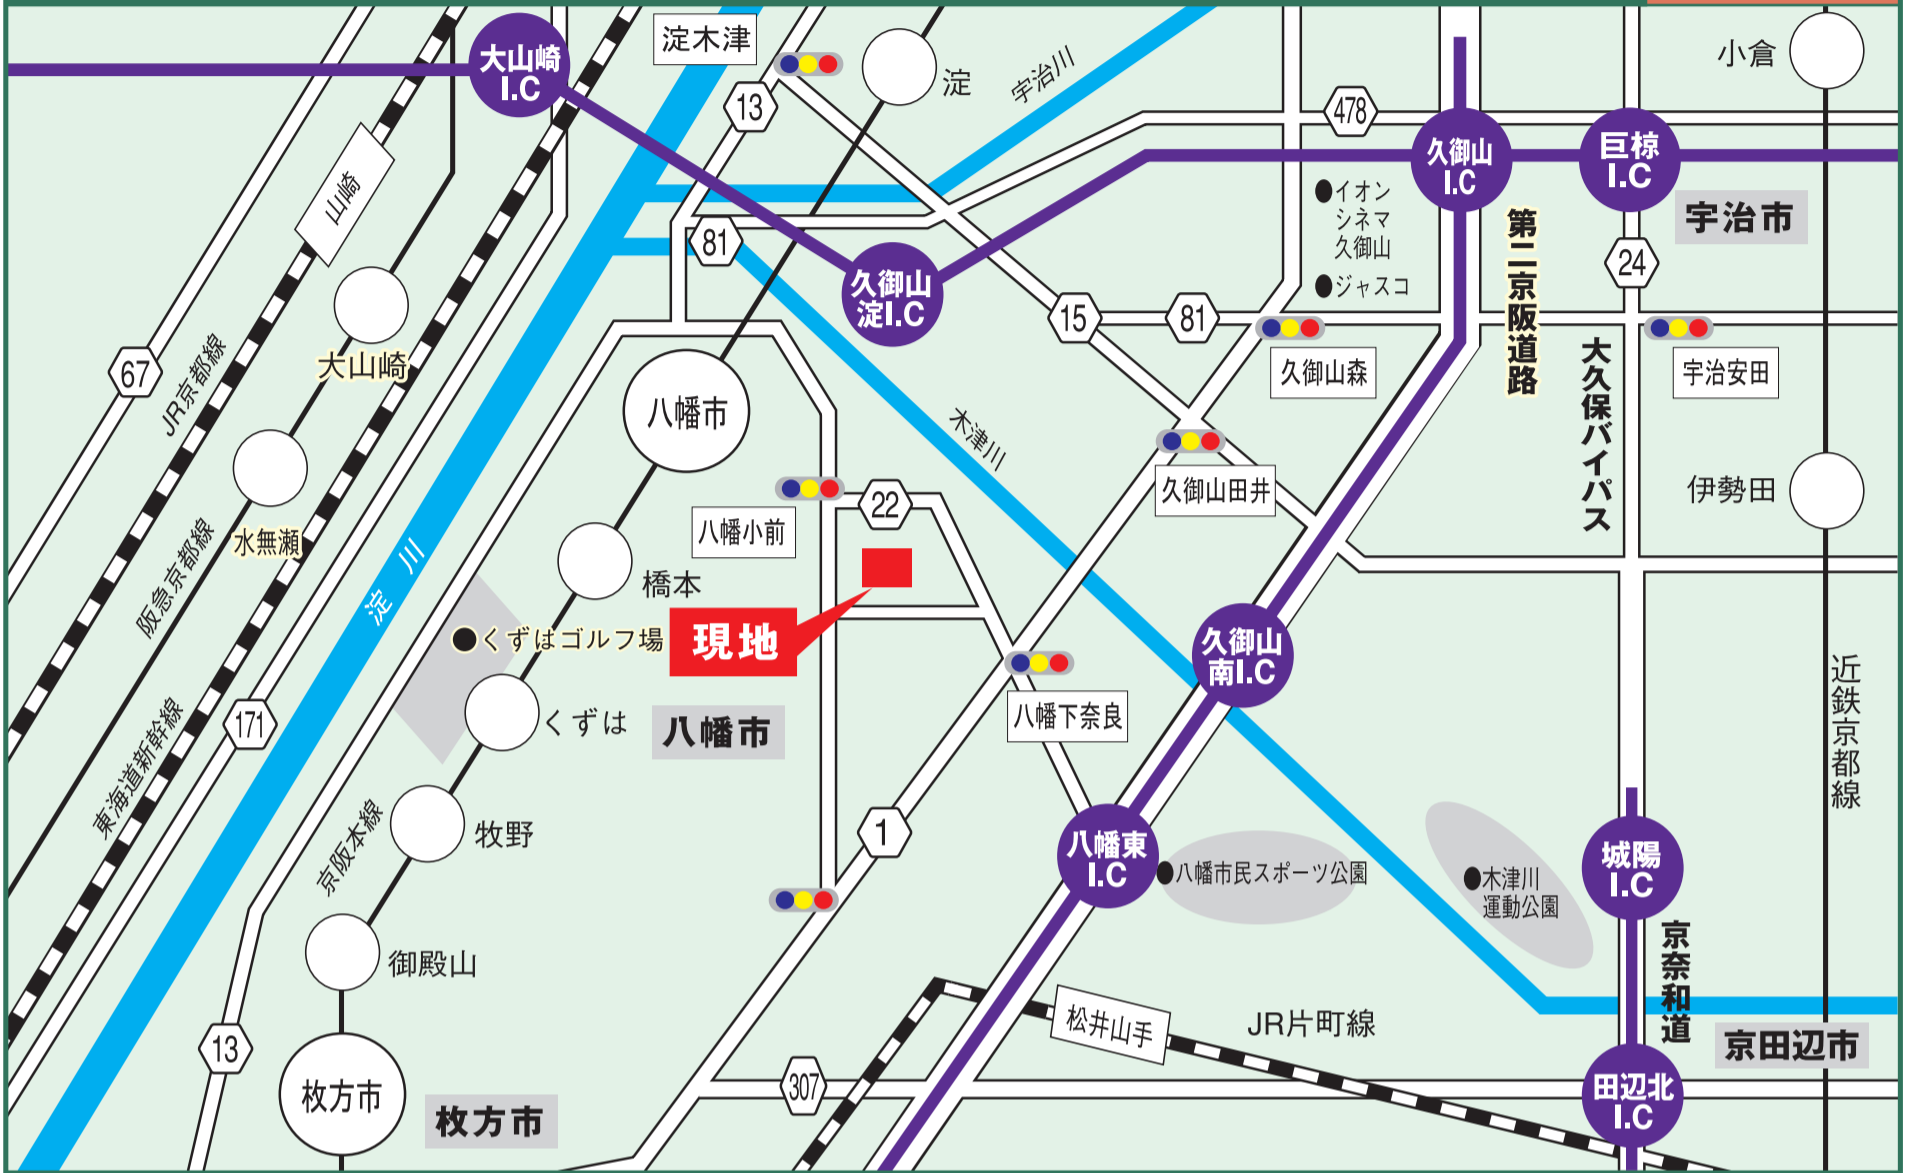 淀木津
大山崎
I.C
淀
宇治川
小倉
13
478
久御山
I.C
巨椋
I.C
イオン
シネマ
久御山
ジャスコ
宇治市
山崎
81
24
第二京阪道路
久御山
淀I.C
15
81
久御山森
宇治安田
大久保バイパス
大山崎
67
JR京都線
八幡市
木津川
久御山田井
伊勢田
22
八幡小前
水無瀬
阪急京都線
淀川
橋本
くずはゴルフ場
現地
久御山
南I.C
近鉄京都線
くずは
八幡市
八幡下奈良
171
東海道新幹線
京阪本線
牧野
1
八幡東
I.C
八幡市民スポーツ公園
木津川
運動公園
城陽
I.C
京奈和道
御殿山
松井山手
JR片町線
京田辺市
13
枚方市
枚方市
307
田辺北
I.C